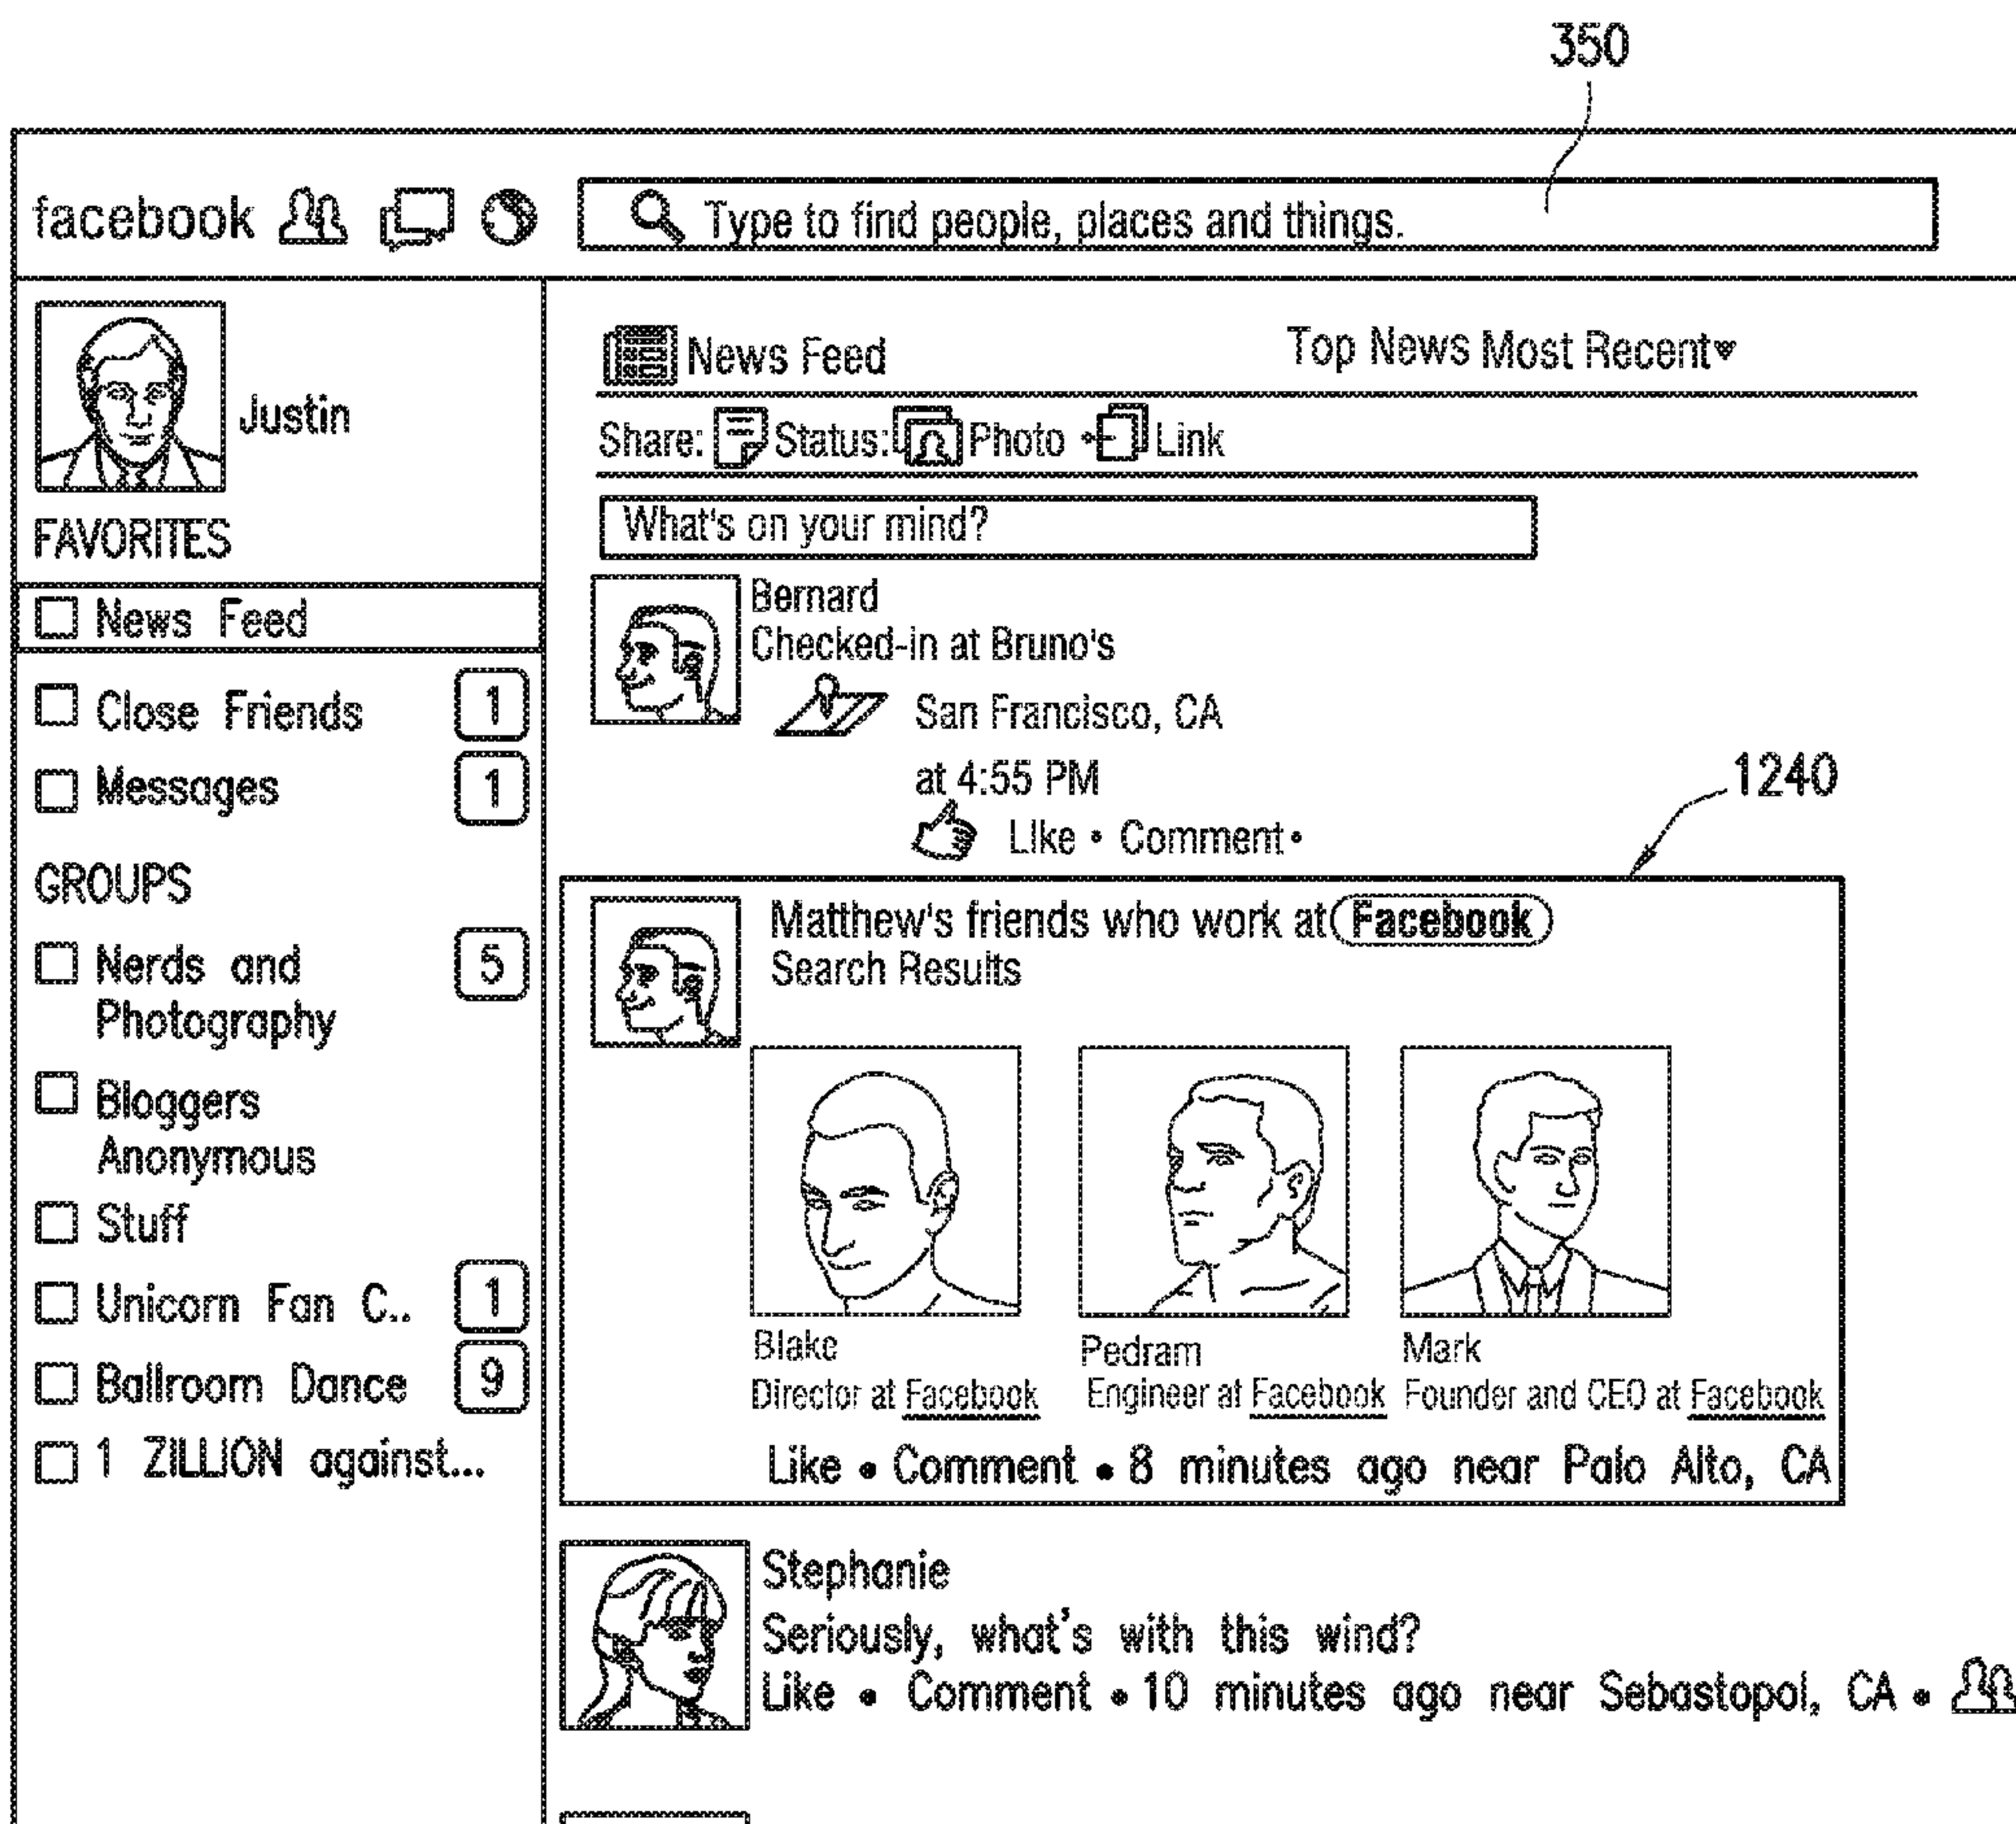 350
facebook
Type to find people, places and things.
Justin
FAVORITES
News Feed
Close Friends 1
Messages 1
GROUPS
Nerds and 5
Photography
Bloggers
Anonymous
Stuff
Unicorn Fan C.. 1
Ballroom Dance 9
1 ZILLION against...
News Feed Top News Most Recent
Share: Status: Photo Link
What's on your mind?
Bernard
Checked-in at Bruno's
San Francisco, CA
at 4:55 PM
Like • Comment •
1240
Matthew's friends who work at Facebook
Search Results
Blake
Director at Facebook
Pedram
Engineer at Facebook
Mark
Founder and CEO at Facebook
Like • Comment • 8 minutes ago near Palo Alto, CA
Stephanie
Seriously, what's with this wind?
Like • Comment • 10 minutes ago near Sebastopol, CA •